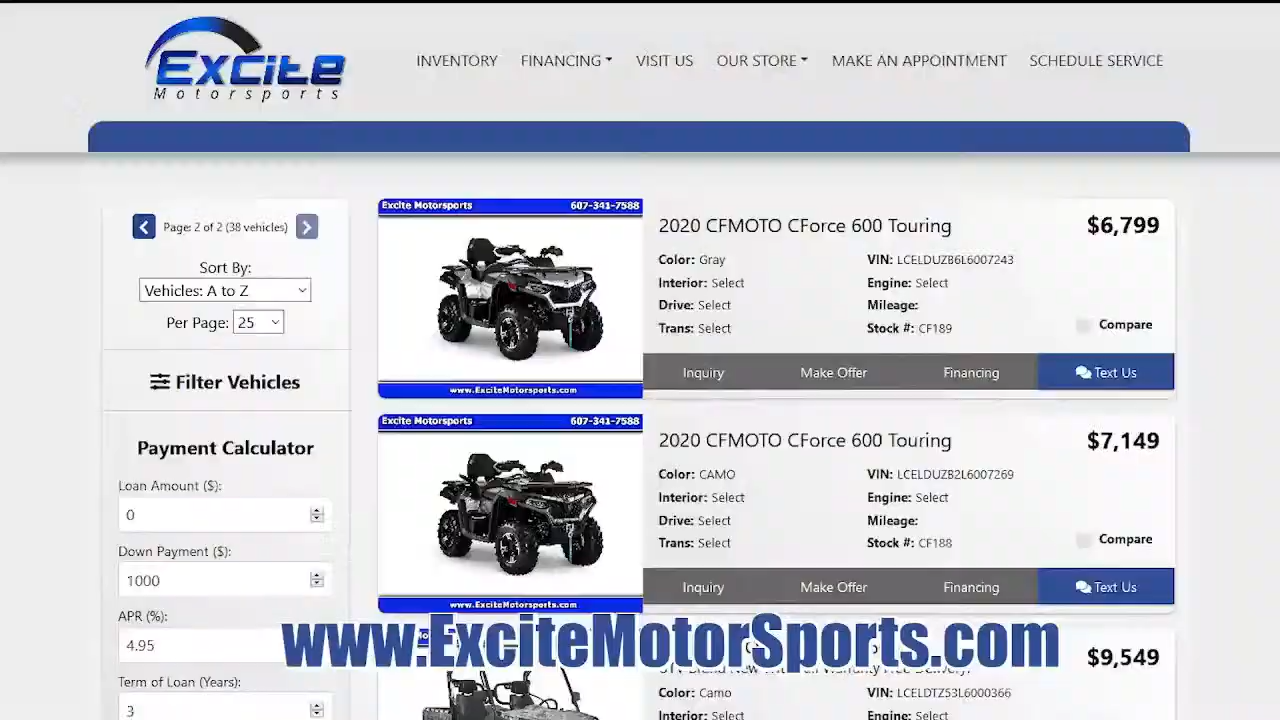 Excite
Motorsports
INVENTORY
FINANCING
VISIT US
OUR STORE
MAKE AN APPOINTMENT
SCHEDULE SERVICE
Page: 2 of 2 (38 vehicles)
Sort By:
Vehicles: A to Z
Per Page: 25
Filter Vehicles
Payment Calculator
Loan Amount ($):
0
Down Payment ($):
1000
APR (%):
4.95
Term of Loan (Years):
3
Excite Motorsports 607-341-7588
www.ExciteMotorsports.com
2020 CFMOTO CForce 600 Touring
$6,799
Color: Gray
VIN: LCELDUZB6L6007243
Interior: Select
Engine: Select
Drive: Select
Mileage:
Trans: Select
Stock #: CF189
Compare
Inquiry
Make Offer
Financing
Text Us
Excite Motorsports 607-341-7588
www.ExciteMotorsports.com
2020 CFMOTO CForce 600 Touring
$7,149
Color: CAMO
VIN: LCELDUZB2L6007269
Interior: Select
Engine: Select
Drive: Select
Mileage:
Trans: Select
Stock #: CF188
Compare
Inquiry
Make Offer
Financing
Text Us
www.ExciteMotorSports.com
$9,549
Color: Camo
VIN: LCELDTZ53L6000366
Interior: Select
Engine: Select